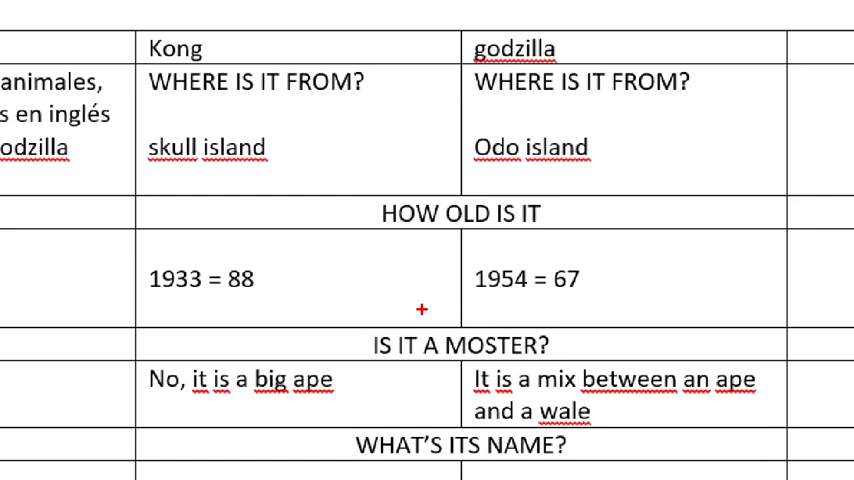 Kong
godzilla
animales,
s en inglés
odzilla
WHERE IS IT FROM?
skull island
WHERE IS IT FROM?
Odo island
HOW OLD IS IT
1933 = 88
1954 = 67
+
IS IT A MOSTER?
No, it is a big ape
It is a mix between an ape
and a wale
WHAT'S ITS NAME?